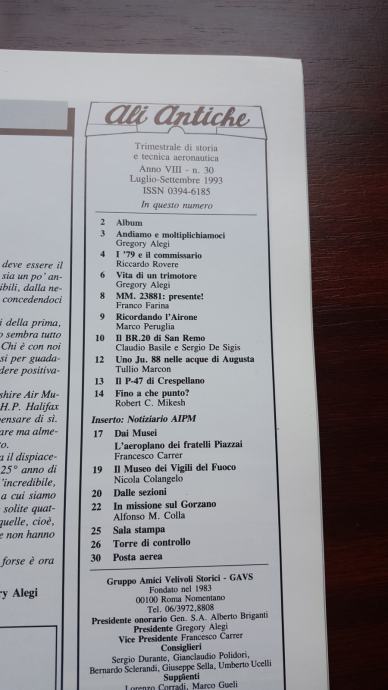 deve essere il
sia un po' an-
ibili, dalla ne-
concedendoci
i della prima,
o sembra tutto
Chi è con noi
si per guada-
dere positiva-
shire Air Mu-
H.P. Halifax
ensare di sì.
are ma alme-
to.
a il dispiace-
25° anno di
'incredibile,
a cui siamo
solite quat-
quelle, cioè,
e non hanno
forse è ora
ry Alegi
Ali Antiche
Trimestrale di storia
e tecnica aeronautica
Anno VIII - n. 30
Luglio-Settembre 1993
ISSN 0394-6185
In questo numero
2 Album
3 Andiamo e moltiplichiamoci
Gregory Alegi
4 I '79 e il commissario
Riccardo Rovere
6 Vita di un trimotore
Gregory Alegi
8 MM. 23881: presente!
Franco Farina
9 Ricordando l'Airone
Marco Peruglia
10 Il BR.20 di San Remo
Claudio Basile e Sergio De Sigis
12 Uno Ju. 88 nelle acque di Augusta
Tullio Marcon
13 Il P-47 di Crespellano
14 Fino a che punto?
Robert C. Mikesh
Inserto: Notiziario AIPM
17 Dai Musei
L'aeroplano dei fratelli Piazzai
Francesco Carrer
19 Il Museo dei Vigili del Fuoco
Nicola Colangelo
20 Dalle sezioni
22 In missione sul Gorzano
Alfonso M. Colla
25 Sala stampa
26 Torre di controllo
30 Posta aerea
Gruppo Amici Velivoli Storici - GAVS
Fondato nel 1983
00100 Roma Nomentano
Tel. 06/3972.8808
Presidente onorario Gen. S.A. Alberto Briganti
Presidente Gregory Alegi
Vice Presidente Francesco Carrer
Consiglieri
Sergio Durante, Gianclaudio Polidori,
Bernardo Sclerandi, Giuseppe Sella, Umberto Ucelli
Supplenti
Lorenzo Corradi, Marco Gueli